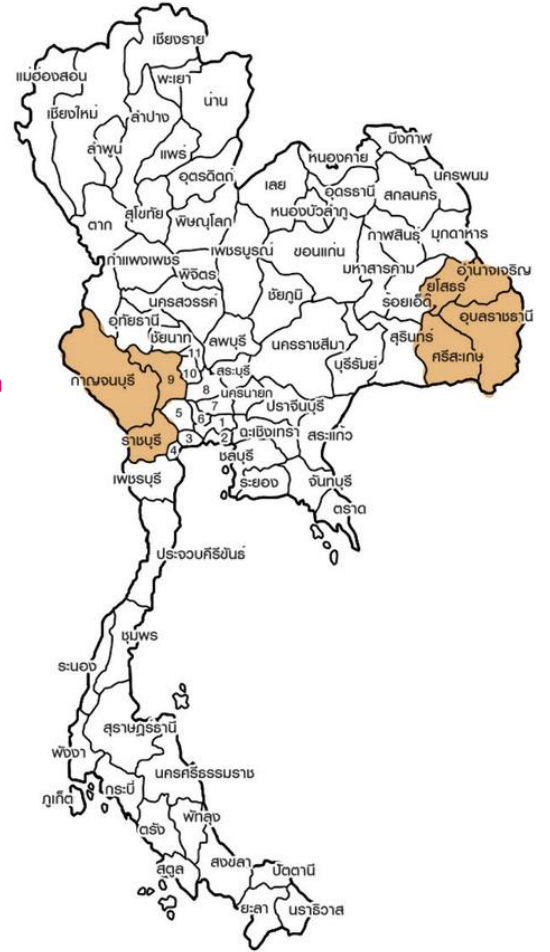 เชียงราย
แม่ฮ่องสอน
พะเยา
เชียงใหม่
น่าน
ลำปาง
ลำพูน
แพร่
อุตรดิตถ์
บึงกาฬ
หนองคาย
นครพนม
เลย
อุดรธานี
สกลนคร
หนองบัวลำภู
ตาก
สุโขทัย
พิษณุโลก
กาฬสินธุ์
มุกดาหาร
กำแพงเพชร
เพชรบูรณ์
ขอนแก่น
พิจิตร
มหาสารคาม
อำนาจเจริญ
ยโสธร
นครสวรรค์
ชัยภูมิ
ร้อยเอ็ด
อุบลราชธานี
อุทัยธานี
ชัยนาท
ลพบุรี
นครราชสีมา
สุรินทร์
ศรีสะเกษ
บุรีรัมย์
11
สระบุรี
กาญจนบุรี
9
10
8
นครนายก
ปราจีนบุรี
5
7
6
1
ฉะเชิงเทรา
สระแก้ว
ราชบุรี
3
2
4
ชลบุรี
เพชรบุรี
ระยอง
จันทบุรี
ตราด
ประจวบคีรีขันธ์
ชุมพร
ระนอง
สุราษฎร์ธานี
พังงา
นครศรีธรรมราช
ภูเก็ต
กระบี่
ตรัง
พัทลุง
สตูล
สงขลา
ปัตตานี
ยะลา
นราธิวาส